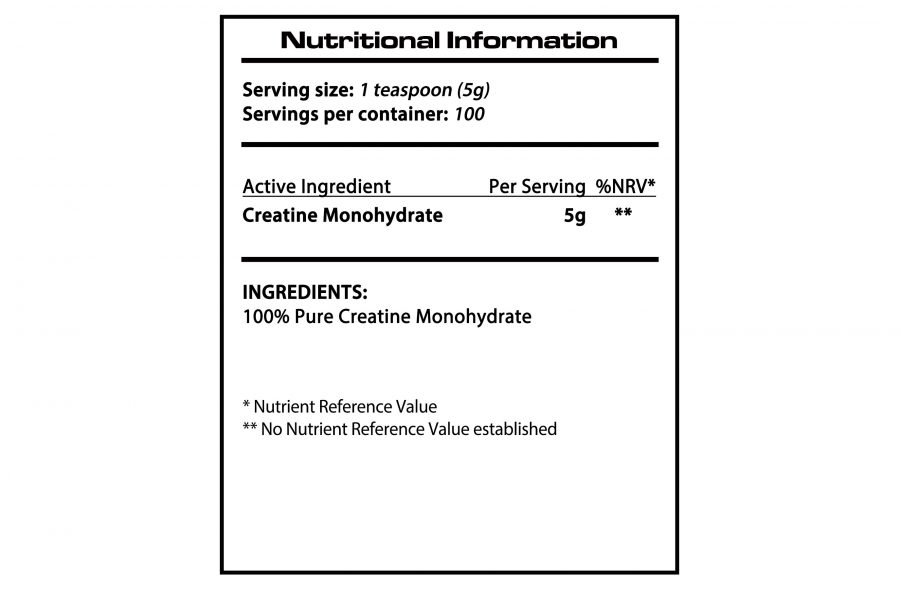 Nutritional Information
Serving size: 1 teaspoon (5g)
Servings per container: 100
Active Ingredient Per Serving %NRV*
Creatine Monohydrate 5g **
INGREDIENTS:
100% Pure Creatine Monohydrate
* Nutrient Reference Value
** No Nutrient Reference Value established